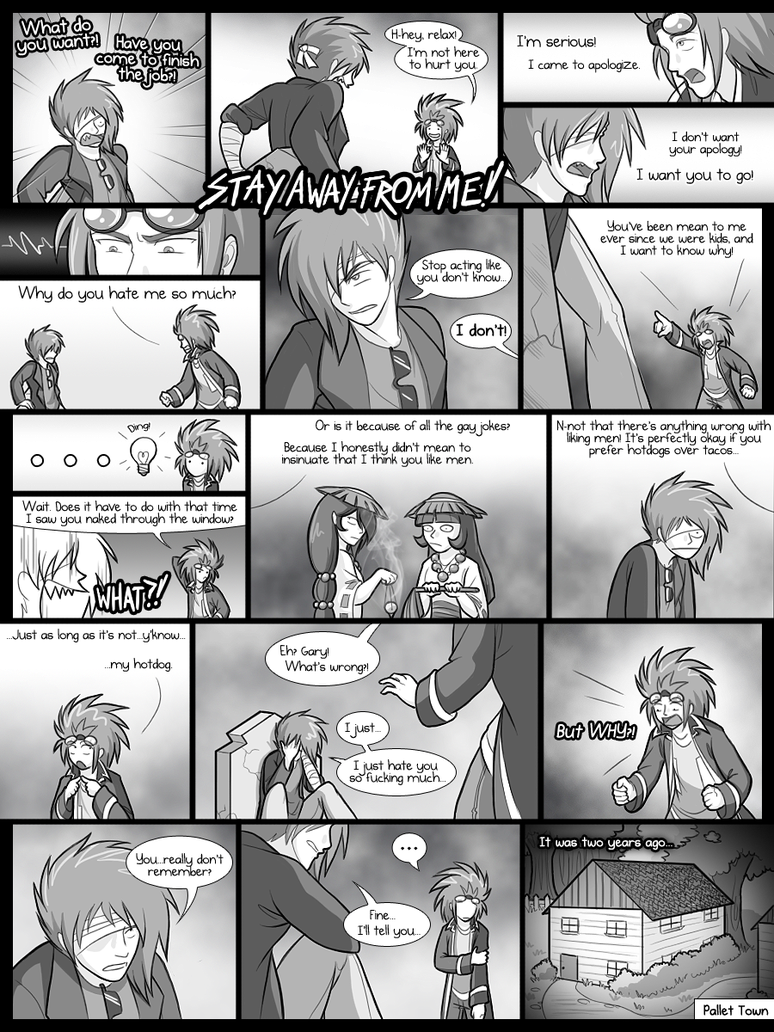 What do
you want?!
Have you
come to finish
the job?!
H-hey, relax!
I'm not here
to hurt you.
I'm serious!
I came to apologize.
I don't want
your apology!
I want you to go!
STAY AWAY FROM ME!
Why do you hate me so much?
Stop acting like
you don't know...
I don't!
You've been mean to me
ever since we were kids, and
I want to know why!
Ding!
Wait. Does it have to do with that time
I saw you naked through the window?
WHAT?!
Or is it because of all the gay jokes?
Because I honestly didn't mean to
insinuate that I think you like men.
N-not that there's anything wrong with
liking men! It's perfectly okay if you
prefer hotdogs over tacos...
...Just as long as it's not...y'know...
...my hotdog.
Eh? Gary!
What's wrong?!
I just...
I just hate you
so fucking much...
But WHY?!
You...really don't
remember?
...
Fine...
I'll tell you...
It was two years ago...
Pallet Town